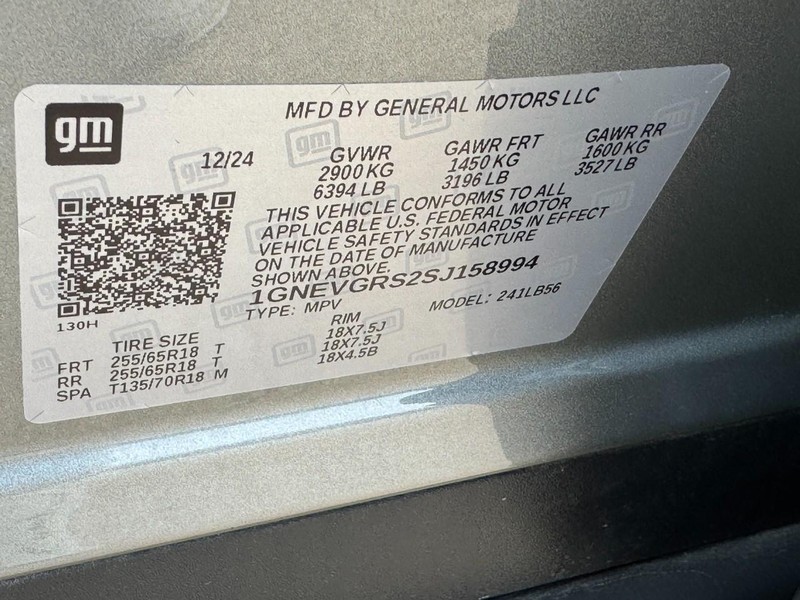 gm
MFD BY GENERAL MOTORS LLC
12/24 GVWR GAWR FRT GAWR RR
2900 KG 1450 KG 1600 KG
6394 LB 3196 LB 3527 LB
THIS VEHICLE CONFORMS TO ALL
APPLICABLE U.S. FEDERAL MOTOR
VEHICLE SAFETY STANDARDS IN EFFECT
ON THE DATE OF MANUFACTURE
SHOWN ABOVE.
1GNEVGRS2SJ158994
TYPE: MPV MODEL: 241LB56
130H
TIRE SIZE RIM
FRT 255/65R18 T 18X7.5J
RR 255/65R18 T 18X7.5J
SPA T135/70R18 M 18X4.5B